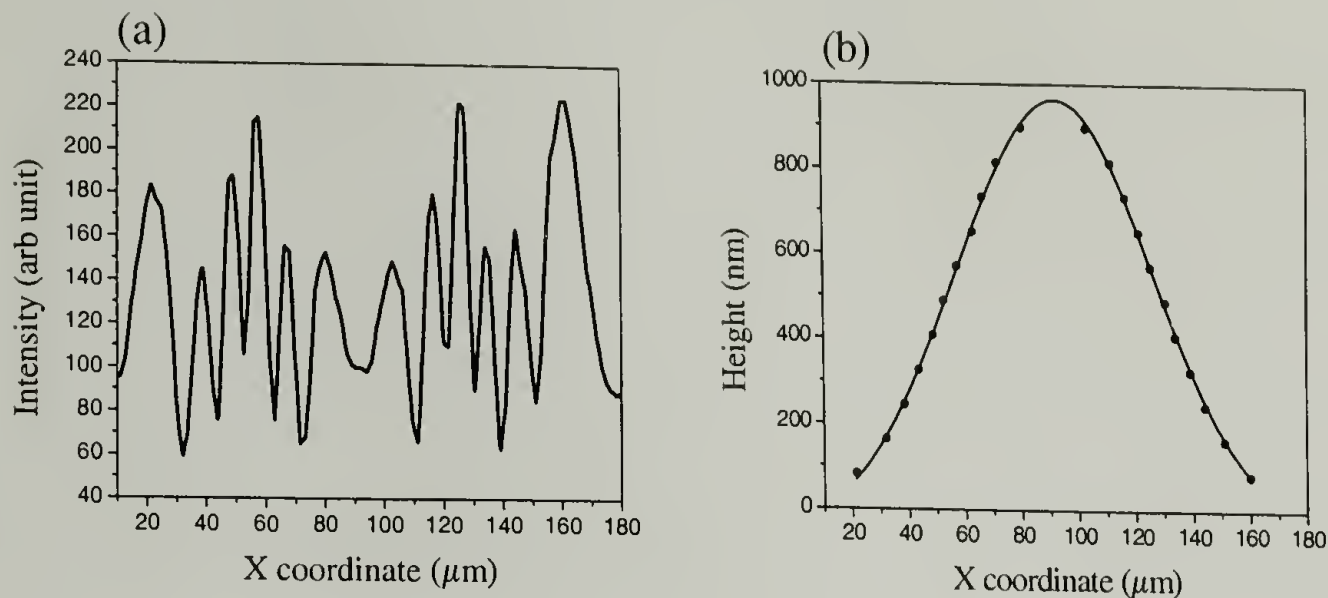 (a)
240
220
200
180
160
140
120
100
80
60
40
20 40 60 80 100 120 140 160 180
Intensity (arb unit)
X coordinate (μm)
(b)
1000
800
600
400
200
0
20 40 60 80 100 120 140 160 180
Height (nm)
X coordinate (μm)